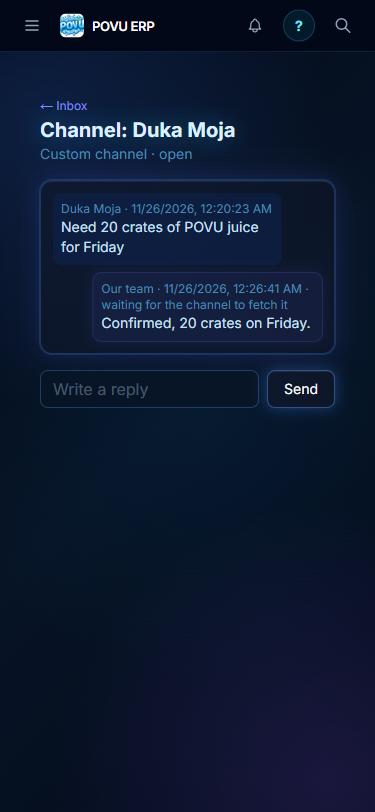 POVU
POVU ERP
?
← Inbox
Channel: Duka Moja
Custom channel · open
Duka Moja · 11/26/2026, 12:20:23 AM
Need 20 crates of POVU juice
for Friday
Our team · 11/26/2026, 12:26:41 AM ·
waiting for the channel to fetch it
Confirmed, 20 crates on Friday.
Write a reply
Send